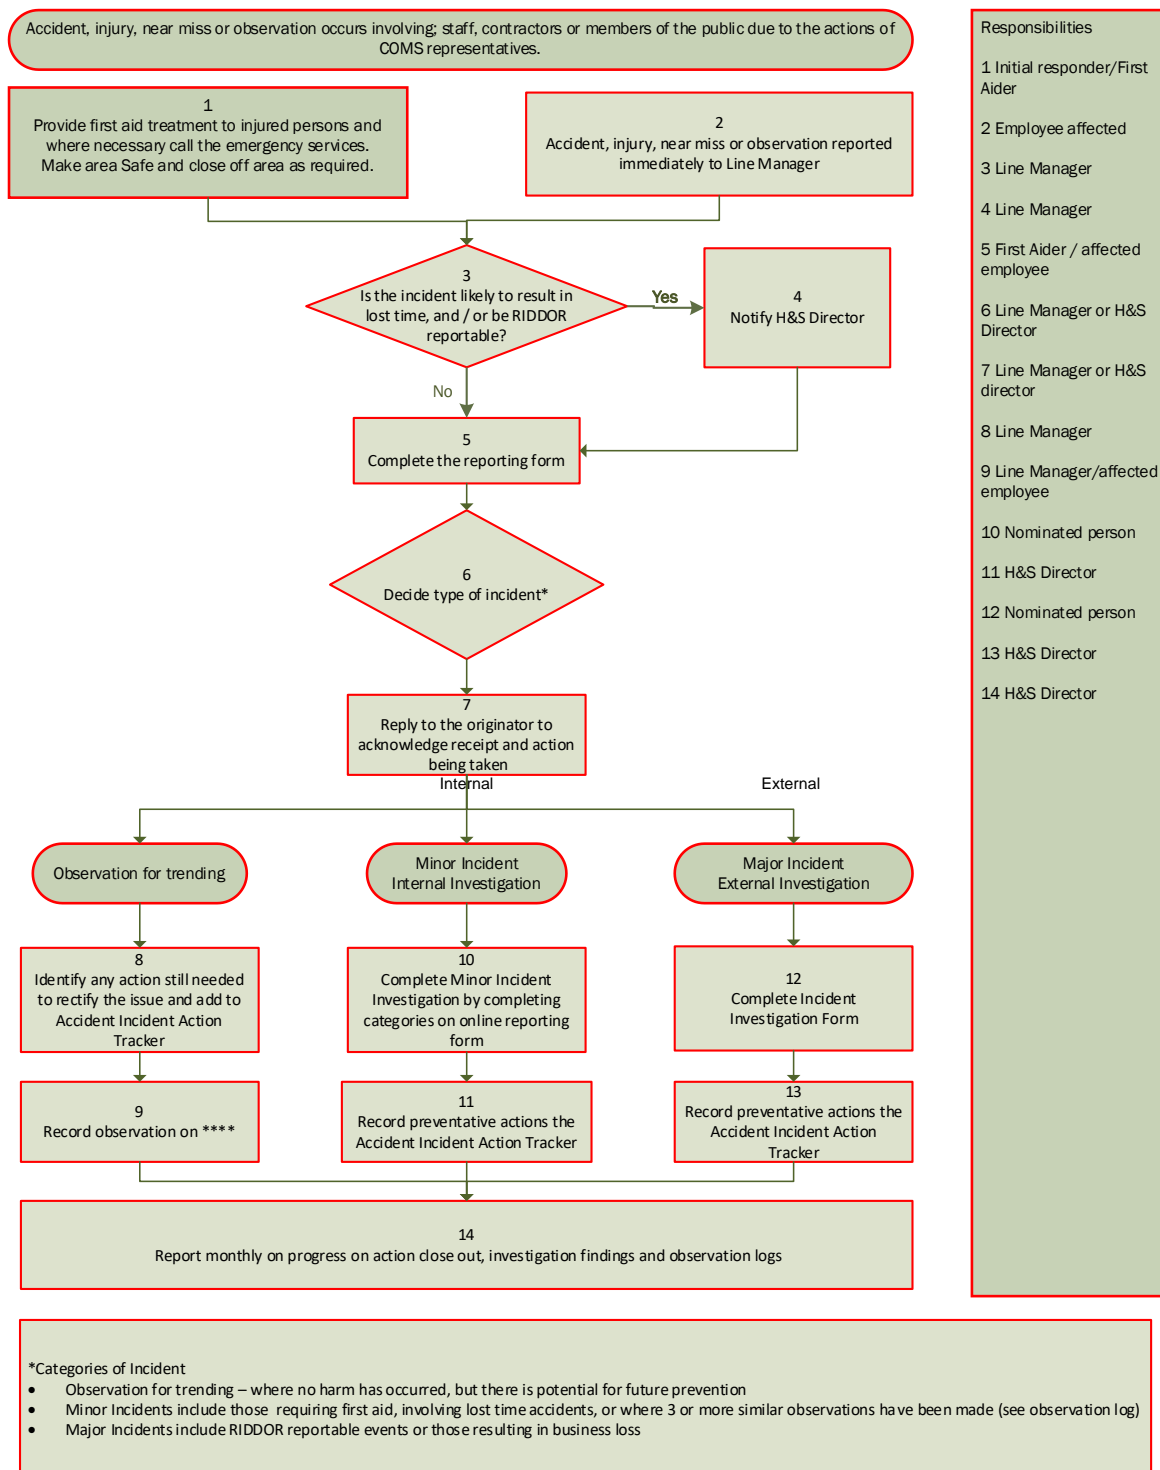 Accident, injury, near miss or observation occurs involving; staff, contractors or members of the public due to the actions of
COMS representatives.
1
Provide first aid treatment to injured persons and
where necessary call the emergency services.
Make area Safe and close off area as required.
2
Accident, injury, near miss or observation reported
immediately to Line Manager
3
Is the incident likely to result in
lost time, and / or be RIDDOR
reportable?
Yes
4
Notify H&S Director
No
5
Complete the reporting form
6
Decide type of incident*
7
Reply to the originator to
acknowledge receipt and action
being taken
Internal
External
Observation for trending
Minor Incident
Internal Investigation
Major Incident
External Investigation
8
Identify any action still needed
to rectify the issue and add to
Accident Incident Action
Tracker
10
Complete Minor Incident
Investigation by completing
categories on online reporting
form
12
Complete Incident
Investigation Form
9
Record observation on ****
11
Record preventative actions the
Accident Incident Action Tracker
13
Record preventative actions the
Accident Incident Action
Tracker
14
Report monthly on progress on action close out, investigation findings and observation logs
Responsibilities
1 Initial responder/First
Aider
2 Employee affected
3 Line Manager
4 Line Manager
5 First Aider / affected
employee
6 Line Manager or H&S
Director
7 Line Manager or H&S
director
8 Line Manager
9 Line Manager/affected
employee
10 Nominated person
11 H&S Director
12 Nominated person
13 H&S Director
14 H&S Director
*Categories of Incident
• Observation for trending – where no harm has occurred, but there is potential for future prevention
• Minor Incidents include those requiring first aid, involving lost time accidents, or where 3 or more similar observations have been made (see observation log)
• Major Incidents include RIDDOR reportable events or those resulting in business loss